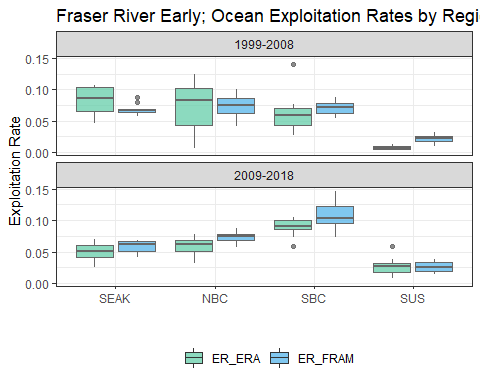 Fraser River Early; Ocean Exploitation Rates by Regi
1999-2008
0.15
0.10
0.05
0.00
2009-2018
0.15
0.10
0.05
0.00
Exploitation Rate
SEAK NBC SBC SUS
ER_ERA ER_FRAM